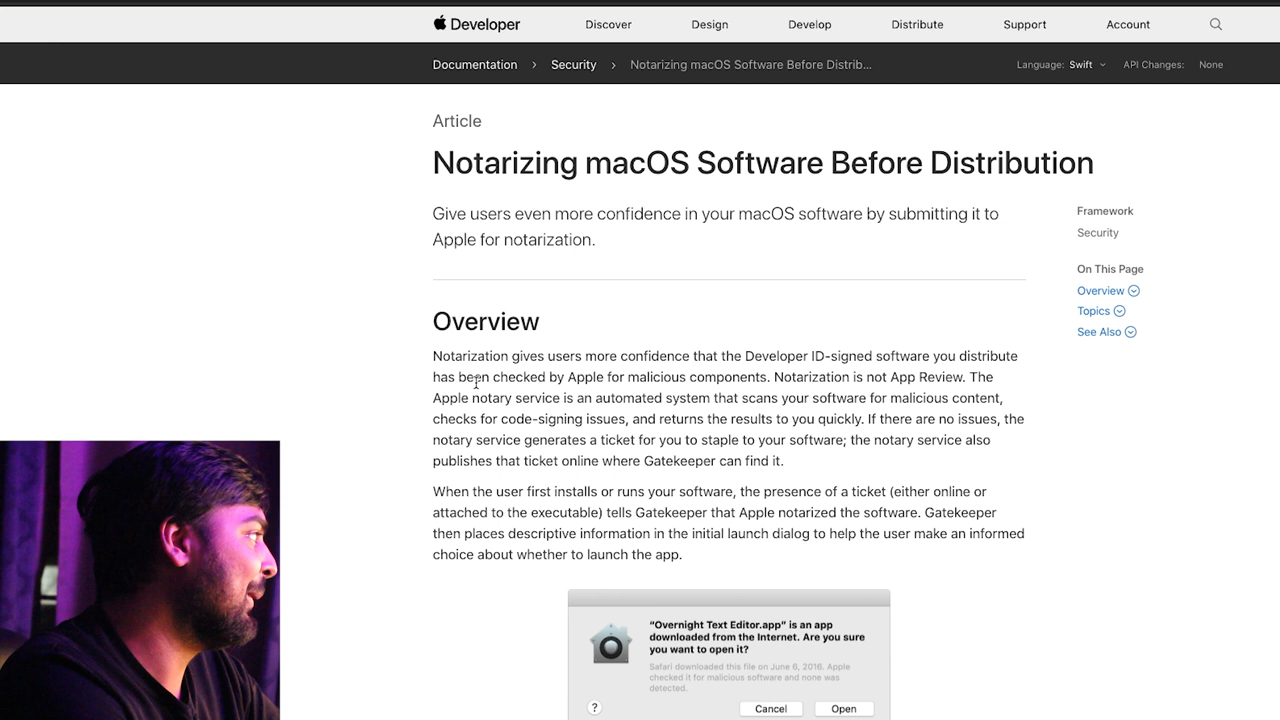 Developer Discover Design Develop Distribute Support Account
Documentation Security Notarizing macOS Software Before Distrib... Language: Swift API Changes: None
Article
Notarizing macOS Software Before Distribution
Give users even more confidence in your macOS software by submitting it to
Apple for notarization.
Framework
Security
On This Page
Overview
Topics
See Also
Overview
Notarization gives users more confidence that the Developer ID-signed software you distribute
has been checked by Apple for malicious components. Notarization is not App Review. The
Apple notary service is an automated system that scans your software for malicious content,
checks for code-signing issues, and returns the results to you quickly. If there are no issues, the
notary service generates a ticket for you to staple to your software; the notary service also
publishes that ticket online where Gatekeeper can find it.
When the user first installs or runs your software, the presence of a ticket (either online or
attached to the executable) tells Gatekeeper that Apple notarized the software. Gatekeeper
then places descriptive information in the initial launch dialog to help the user make an informed
choice about whether to launch the app.
“Overnight Text Editor.app” is an app
downloaded from the Internet. Are you sure
you want to open it?
Safari downloaded this file on June 6, 2016. Apple
checked it for malicious software and none was
detected.
? Cancel Open